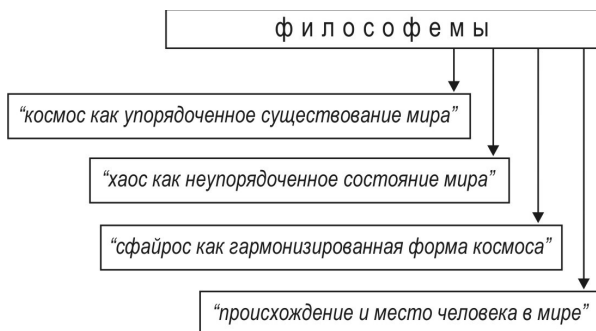 философемы
“космос как упорядоченное существование мира”
“хаос как неупорядоченное состояние мира”
“сфайрос как гармонизированная форма космоса”
“происхождение и место человека в мире”